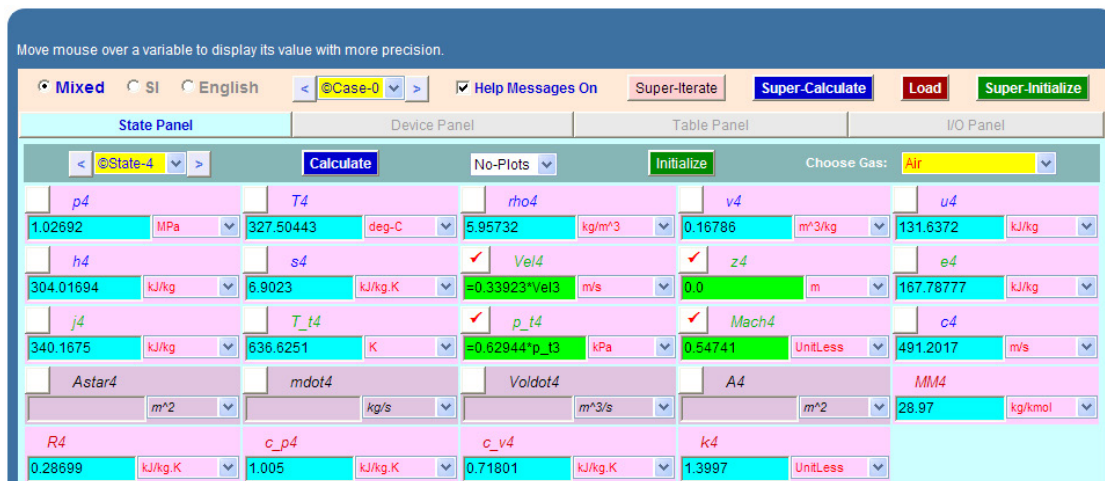 Move mouse over a variable to display its value with more precision.
Mixed SI English < ©Case-0 > Help Messages On Super-Iterate Super-Calculate Load Super-Initialize
State Panel Device Panel Table Panel I/O Panel
< ©State-4 > Calculate No-Plots Initialize Choose Gas: Air
p4 T4 rho4 v4 u4
1.02692 MPa 327.50443 deg-C 5.95732 kg/m^3 0.16786 m^3/kg 131.6372 kJ/kg
h4 s4 Vel4 z4 e4
304.01694 kJ/kg 6.9023 kJ/kg.K =0.33923*Vel3 m/s 0.0 m 167.78777 kJ/kg
j4 T_t4 p_t4 Mach4 c4
340.1675 kJ/kg 636.6251 K =0.62944*p_t3 kPa 0.54741 UnitLess 491.2017 m/s
Astar4 mdot4 Voldot4 A4 MM4
m^2 kg/s m^3/s m^2 28.97 kg/kmol
R4 c_p4 c_v4 k4
0.28699 kJ/kg.K 1.005 kJ/kg.K 0.71801 kJ/kg.K 1.3997 UnitLess